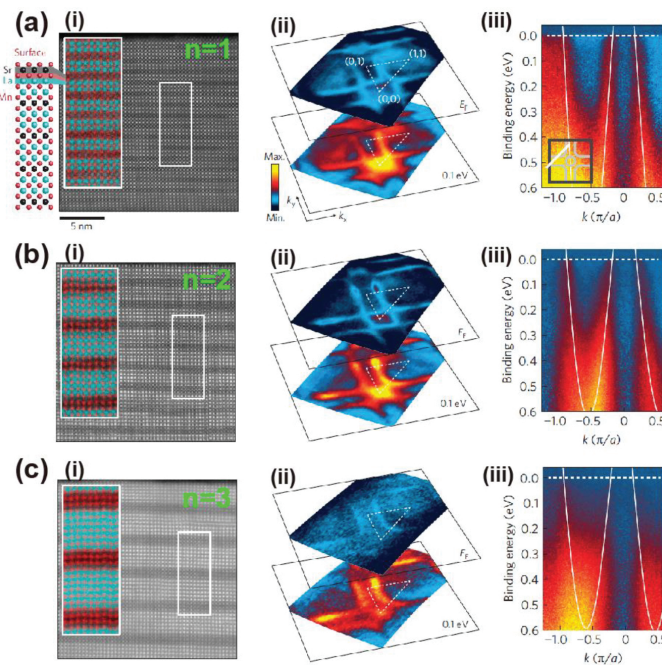 (a)
(i)
Surface
Sr
La
Mn
n=1
5 nm
(ii)
(0,1)
(1,1)
(0,0)
E_F
Max.
Min.
k_y
k_x
0.1 eV
(iii)
Binding energy (eV)
0.0
0.1
0.2
0.3
0.4
0.5
0.6
-1.0 -0.5 0.0 0.5
k (π/a)
(b)
(i)
n=2
(ii)
E_F
0.1 eV
(iii)
Binding energy (eV)
0.0
0.1
0.2
0.3
0.4
0.5
0.6
-1.0 -0.5 0.0 0.5
k (π/a)
(c)
(i)
n=3
(ii)
E_F
0.1 eV
(iii)
Binding energy (eV)
0.0
0.1
0.2
0.3
0.4
0.5
0.6
-1.0 -0.5 0.0 0.5
k (π/a)